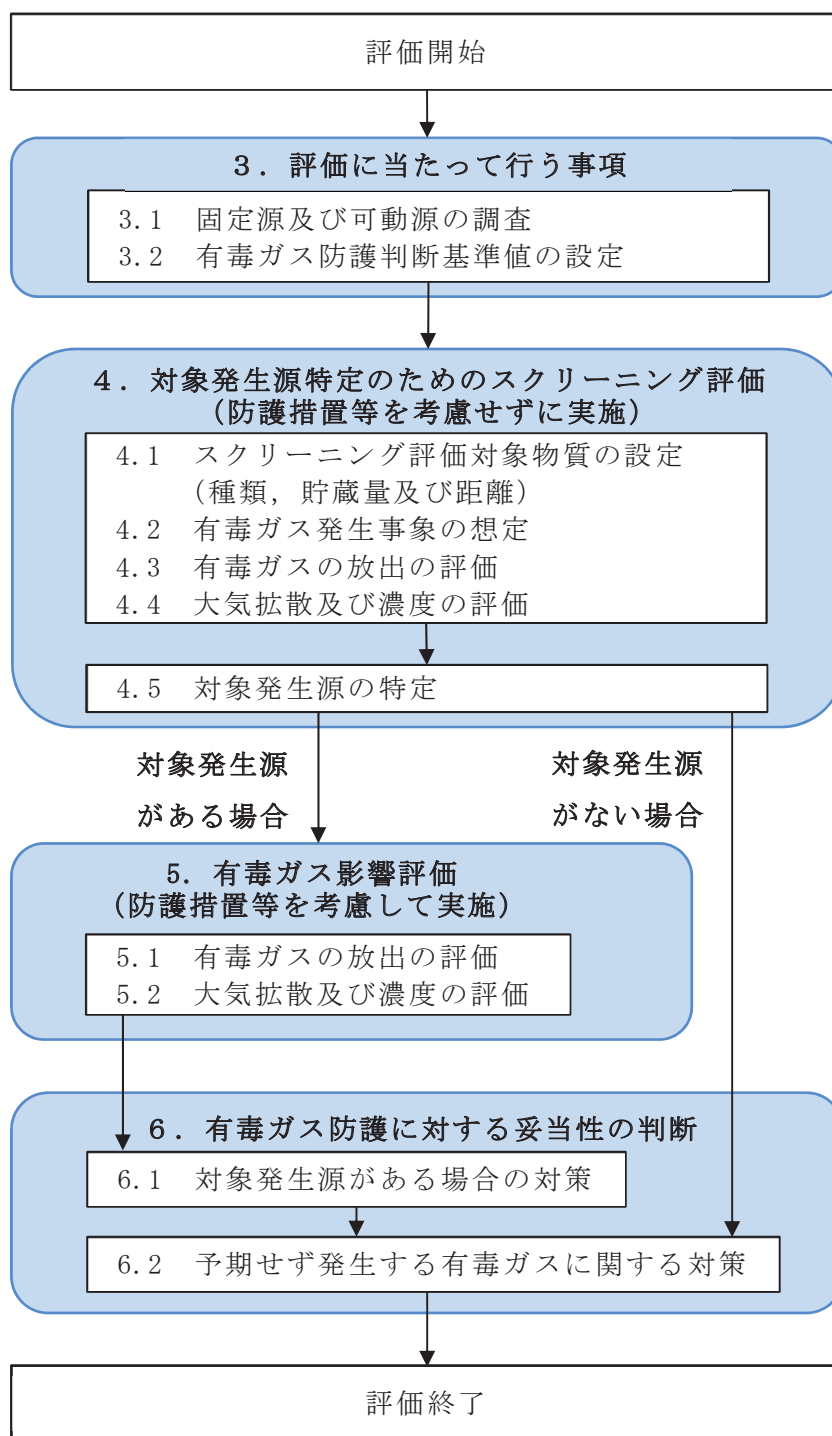 評価開始
３．評価に当たって行う事項
3.1 固定源及び可動源の調査
3.2 有毒ガス防護判断基準値の設定
４．対象発生源特定のためのスクリーニング評価
（防護措置等を考慮せずに実施）
4.1 スクリーニング評価対象物質の設定
（種類，貯蔵量及び距離）
4.2 有毒ガス発生事象の想定
4.3 有毒ガスの放出の評価
4.4 大気拡散及び濃度の評価
4.5 対象発生源の特定
対象発生源
がある場合
対象発生源
がない場合
5. 有毒ガス影響評価
（防護措置等を考慮して実施）
5.1 有毒ガスの放出の評価
5.2 大気拡散及び濃度の評価
６．有毒ガス防護に対する妥当性の判断
6.1 対象発生源がある場合の対策
6.2 予期せず発生する有毒ガスに関する対策
評価終了